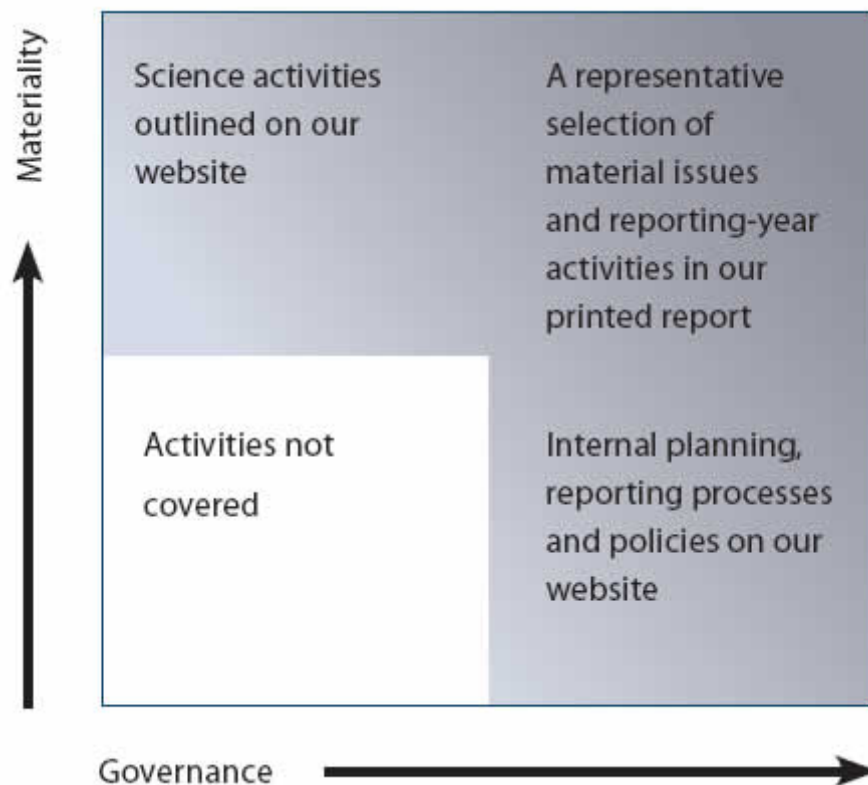 Materiality
Science activities
outlined on our
website
A representative
selection of
material issues
and reporting-year
activities in our
printed report
Activities not
covered
Internal planning,
reporting processes
and policies on our
website
Governance